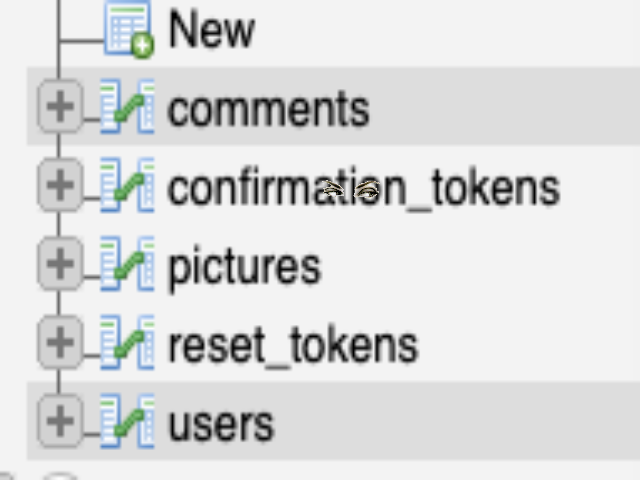 New
comments
confirmation_tokens
pictures
reset_tokens
users